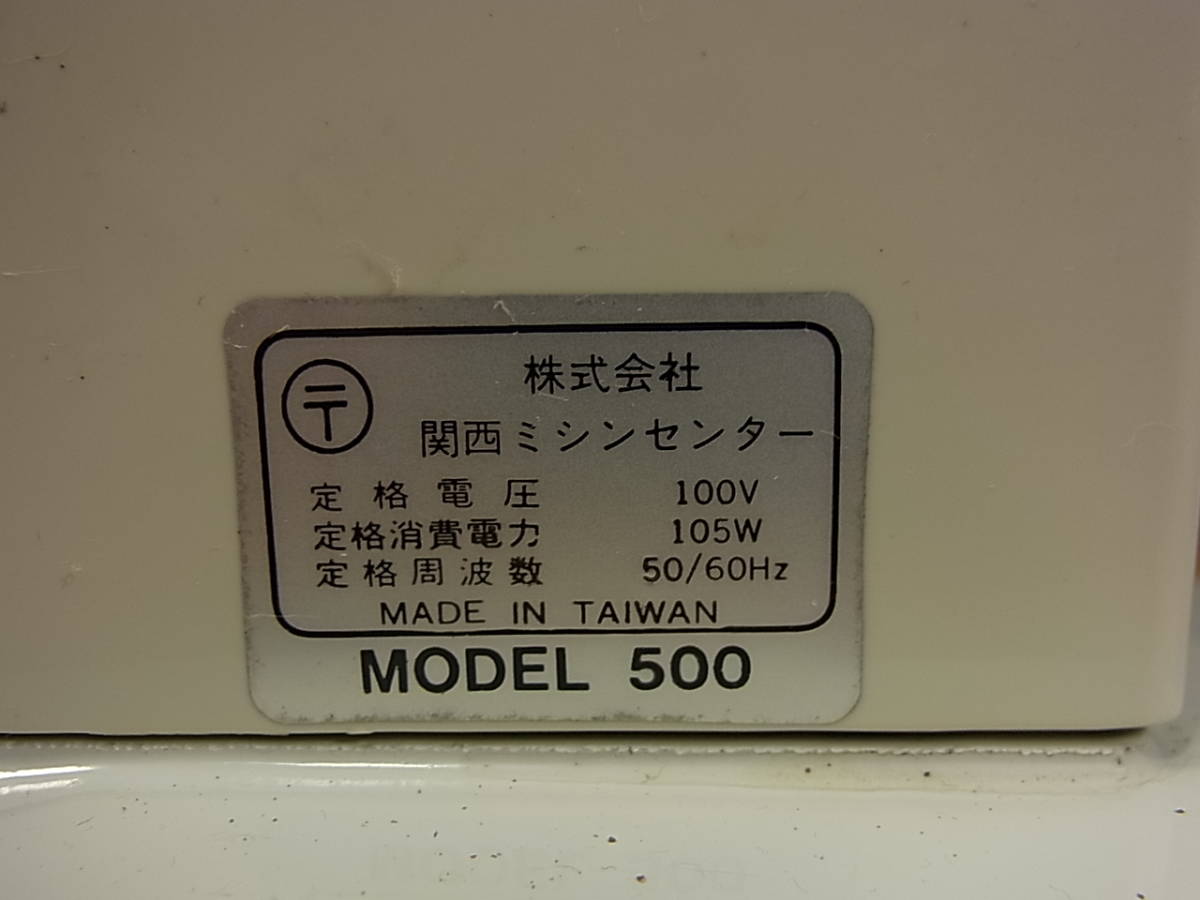 〒
株式会社
関西ミシンセンター
定格電圧 100V
定格消費電力 105W
定格周波数 50/60Hz
MADE IN TAIWAN
MODEL 500